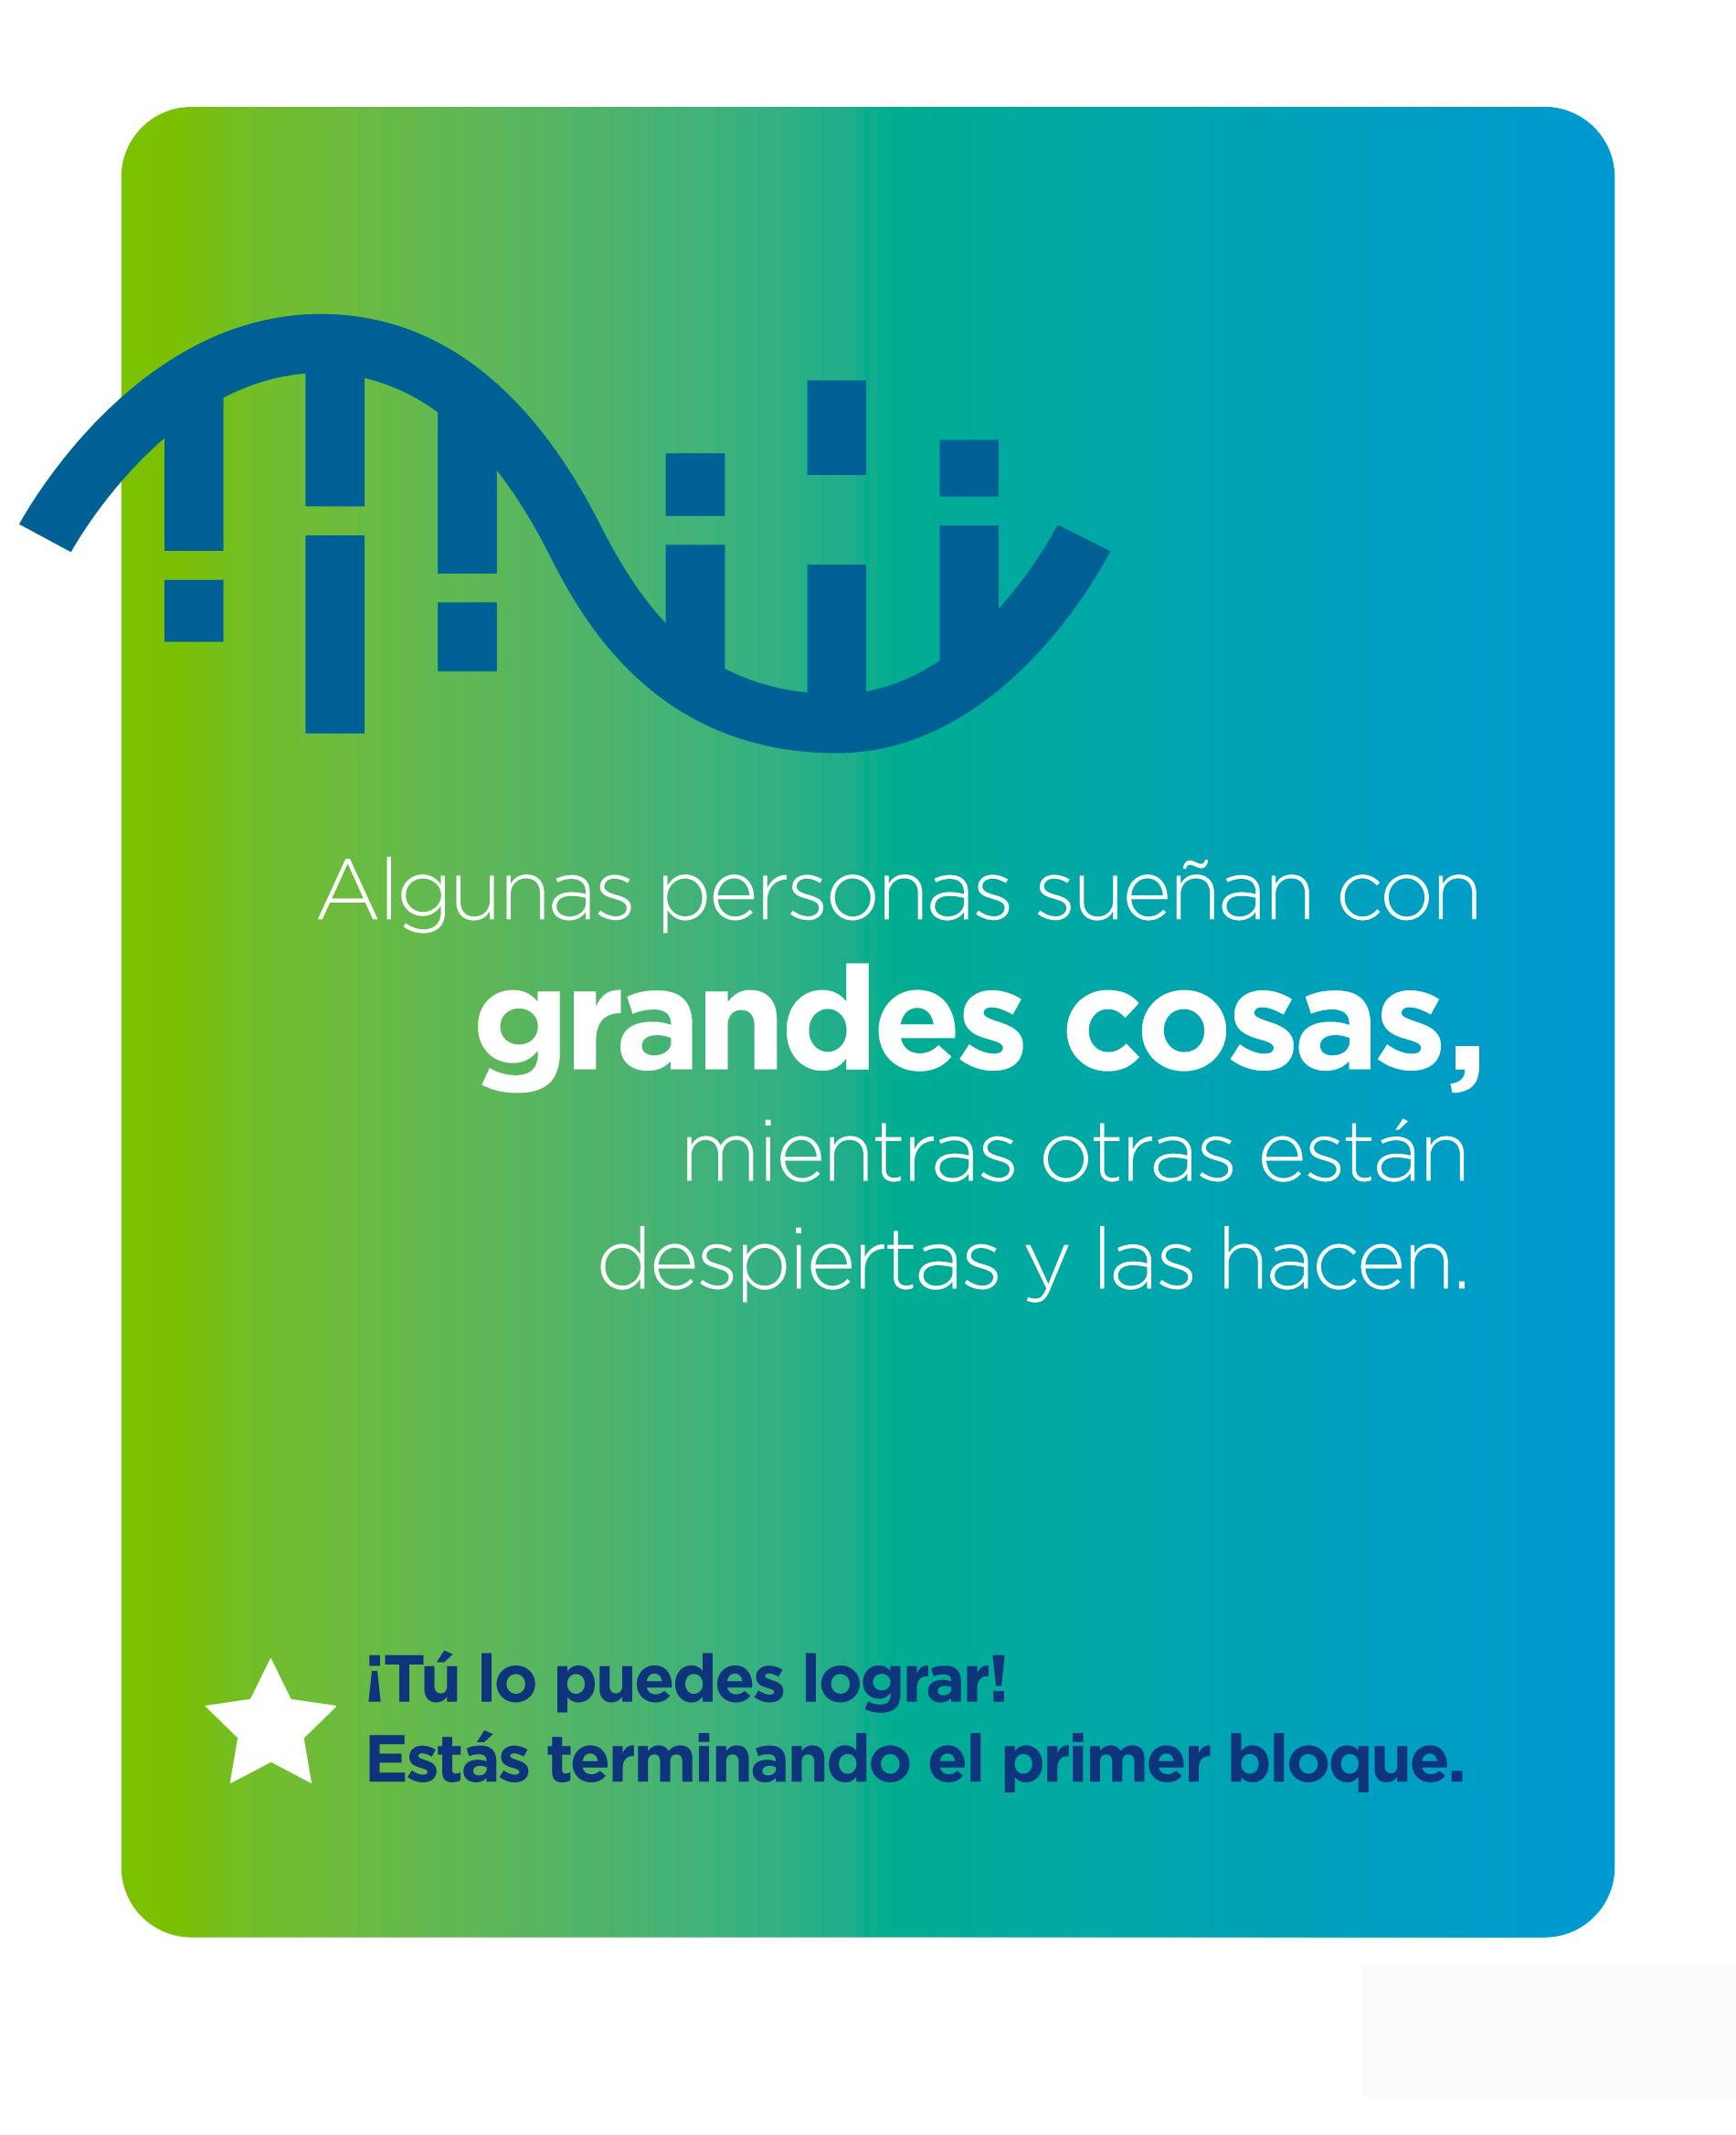 Algunas personas sueñan con
grandes cosas,
mientras otras están
despiertas y las hacen.
¡Tú lo puedes lograr!
Estás terminando el primer bloque.